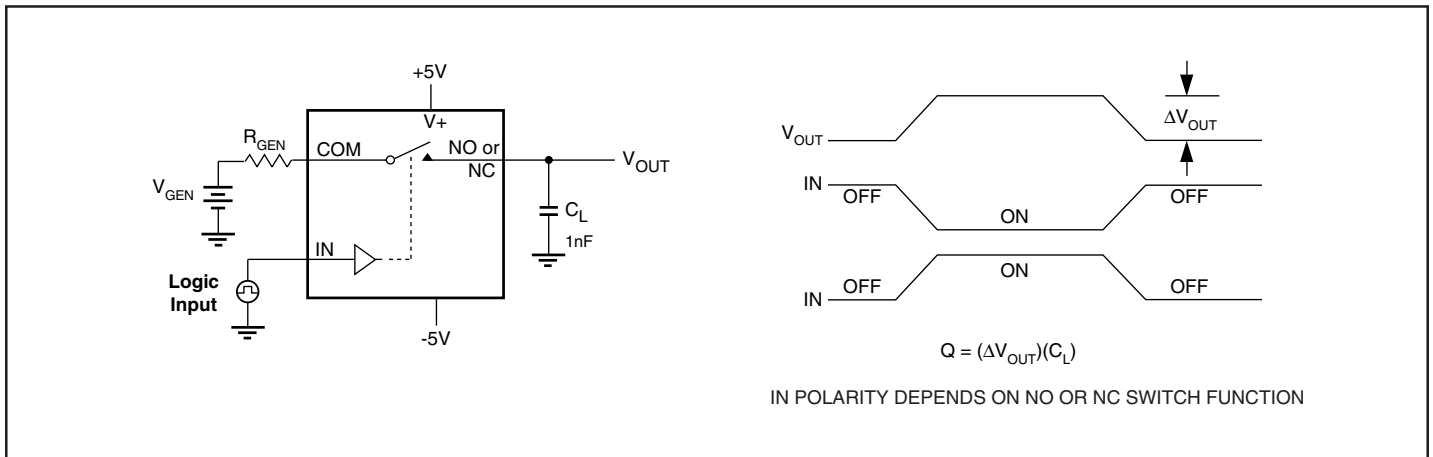 +5V
V+
R_GEN
COM
NO or
NC
V_OUT
V_GEN
C_L
1nF
IN
Logic
Input
-5V
V_OUT
ΔV_OUT
IN
OFF
ON
OFF
IN
OFF
ON
OFF
Q = (ΔV_OUT)(C_L)
IN POLARITY DEPENDS ON NO OR NC SWITCH FUNCTION